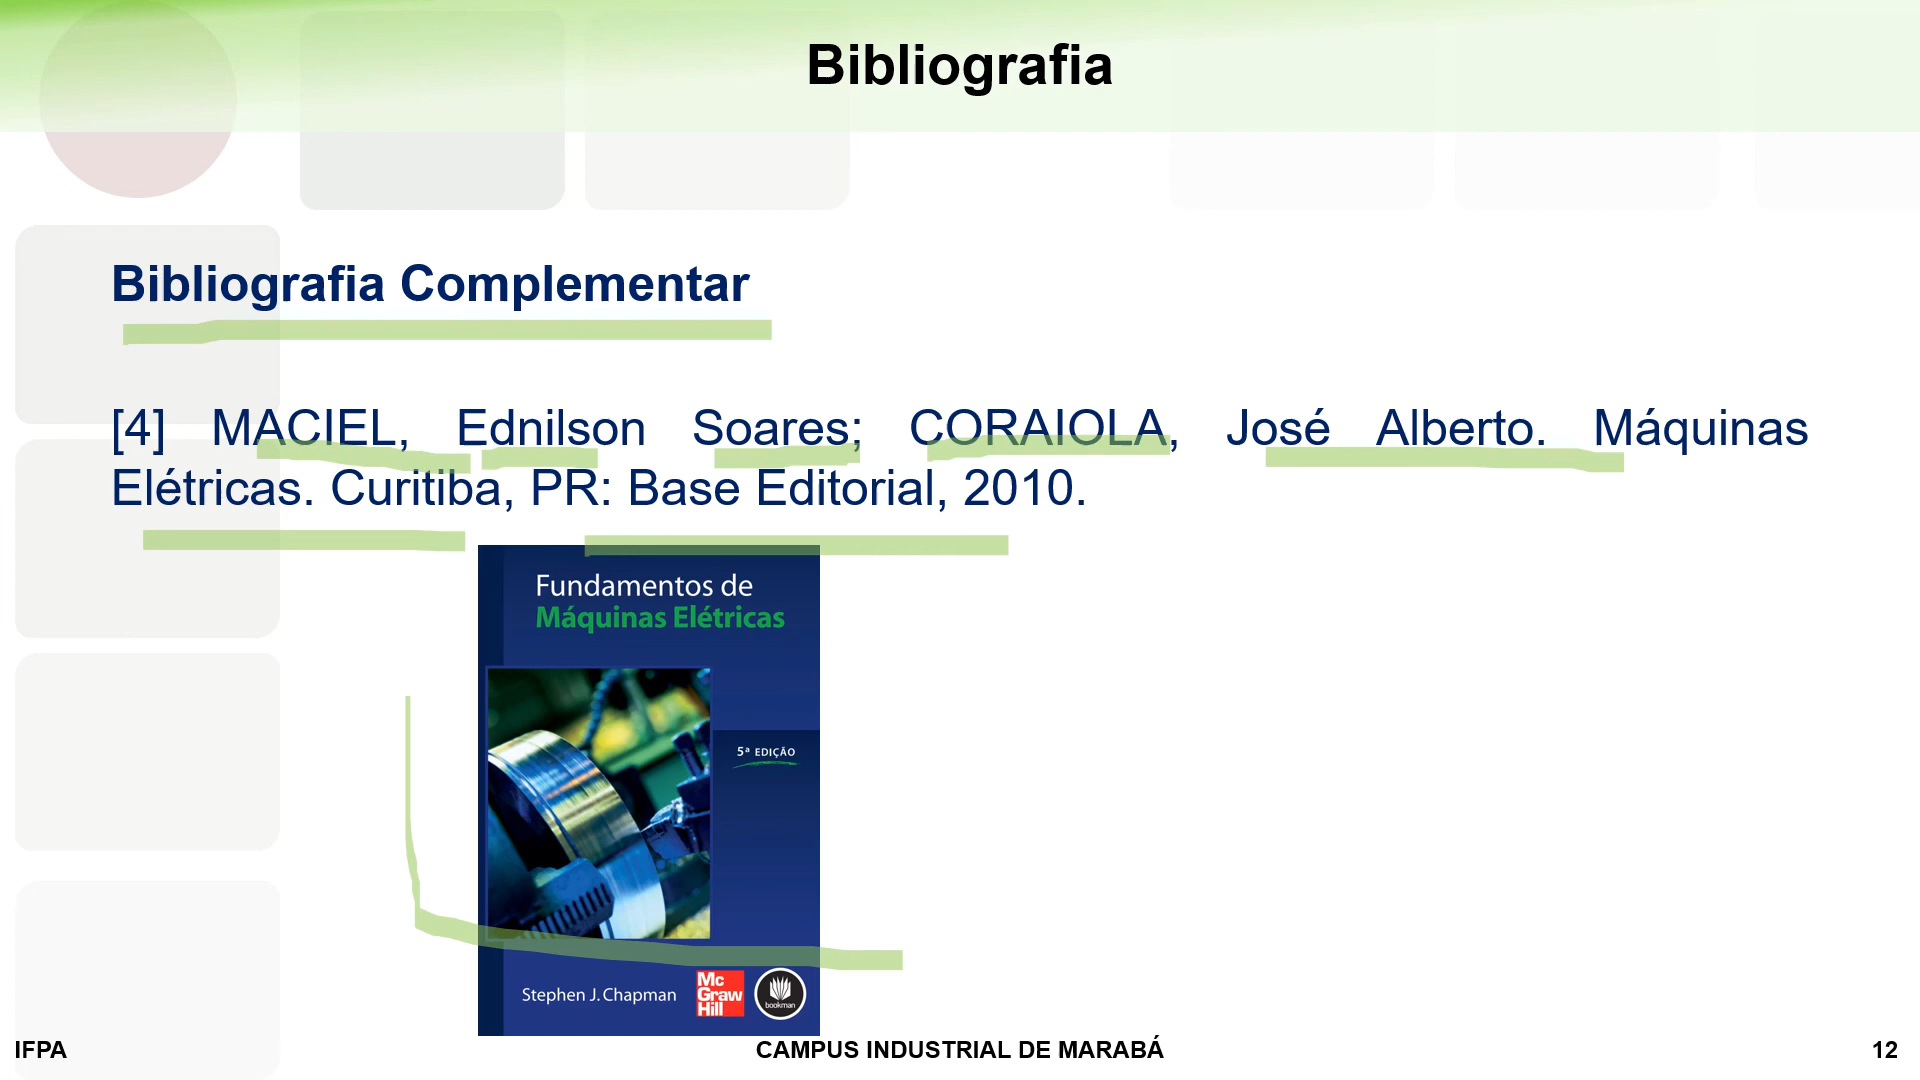 Bibliografia
Bibliografia Complementar
[4] MACIEL, Ednilson Soares; CORAIOLA, José Alberto. Máquinas
Elétricas. Curitiba, PR: Base Editorial, 2010.
Fundamentos de
Máquinas Elétricas
5ª EDIÇÃO
Stephen J. Chapman
Mc
Graw
Hill
bookman
IFPA
CAMPUS INDUSTRIAL DE MARABÁ
12